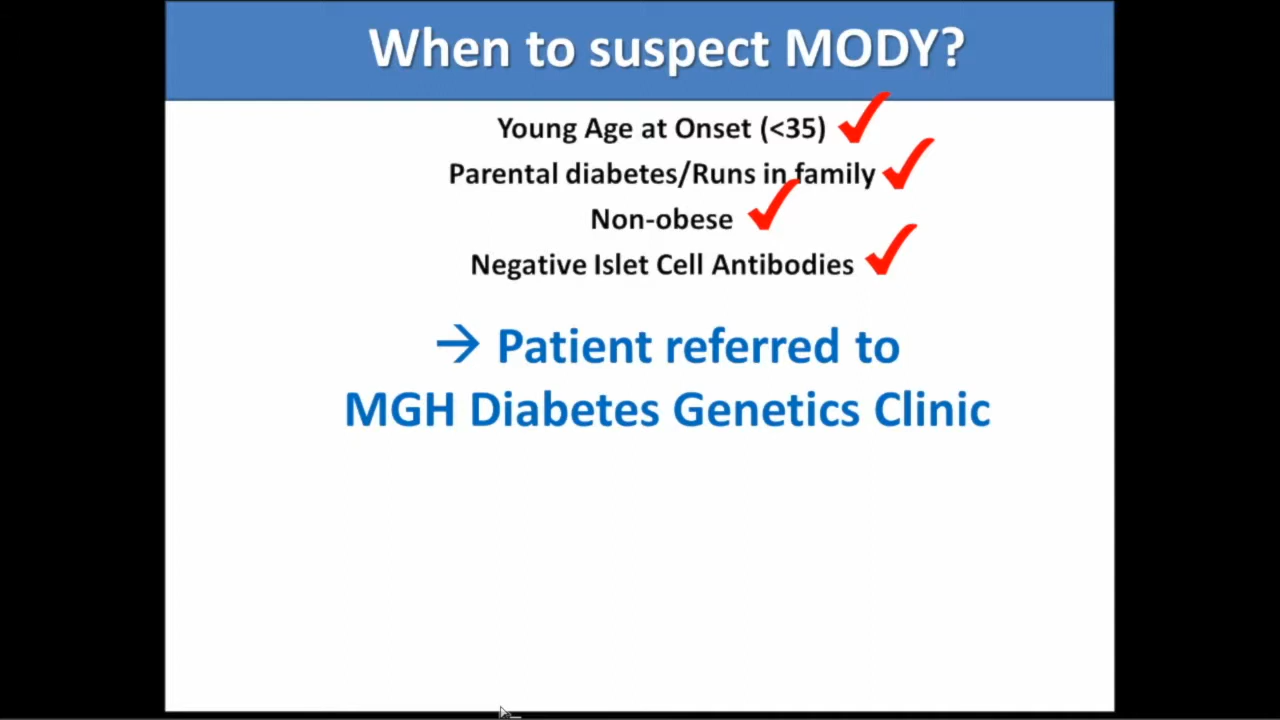 When to suspect MODY?
Young Age at Onset (<35)
Parental diabetes/Runs in family
Non-obese
Negative Islet Cell Antibodies
→ Patient referred to
MGH Diabetes Genetics Clinic